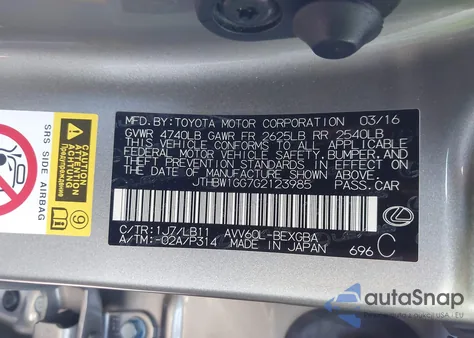 MFD.BY:TOYOTA MOTOR CORPORATION 03/16
GVWR 4740LB GAWR FR 2625LB RR 2540LB
THIS VEHICLE CONFORMS TO ALL APPLICABLE
FEDERAL MOTOR VEHICLE SAFETY, BUMPER, AND
THEFT PREVENTION STANDARDS IN EFFECT ON
THE DATE OF MANUFACTURE SHOWN ABOVE.
JTHBW1GG7G2123985 PASS.CAR
C/TR:1J7/LB11 AVV60L-BEXGBA
A/TM:-02A/P314 MADE IN JAPAN 696 C
WARNING
ACHTUNG
SRS SIDE AIRBAG
9
autoSnap